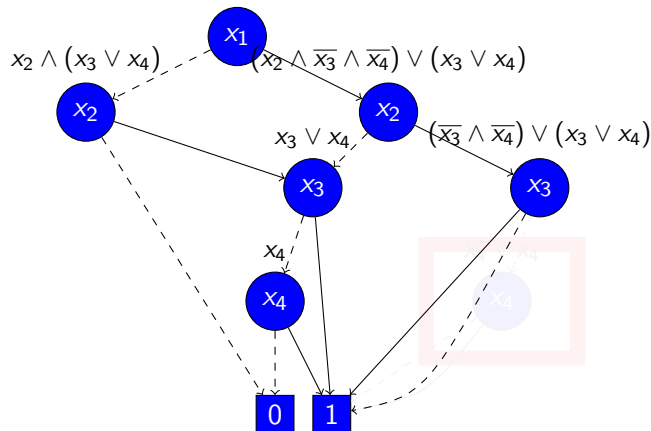 x₁
x₂ ∧ (x₃ ∨ x₄)
(x₂ ∧ x̅₃ ∧ x̅₄) ∨ (x₃ ∨ x₄)
x₂
x₂
x₃ ∨ x₄
(x̅₃ ∧ x̅₄) ∨ (x₃ ∨ x₄)
x₃
x₃
x₄
x₄
x₄
0
1